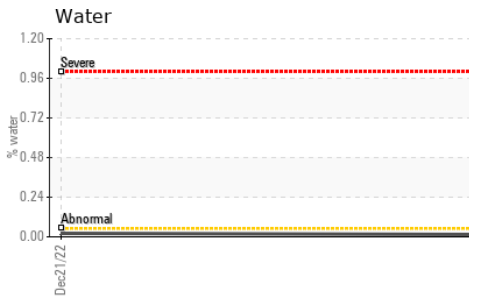 Water
1.20
Severe
0.96
0.72
% water
0.48
0.24
Abnormal
0.00
Dec21/22